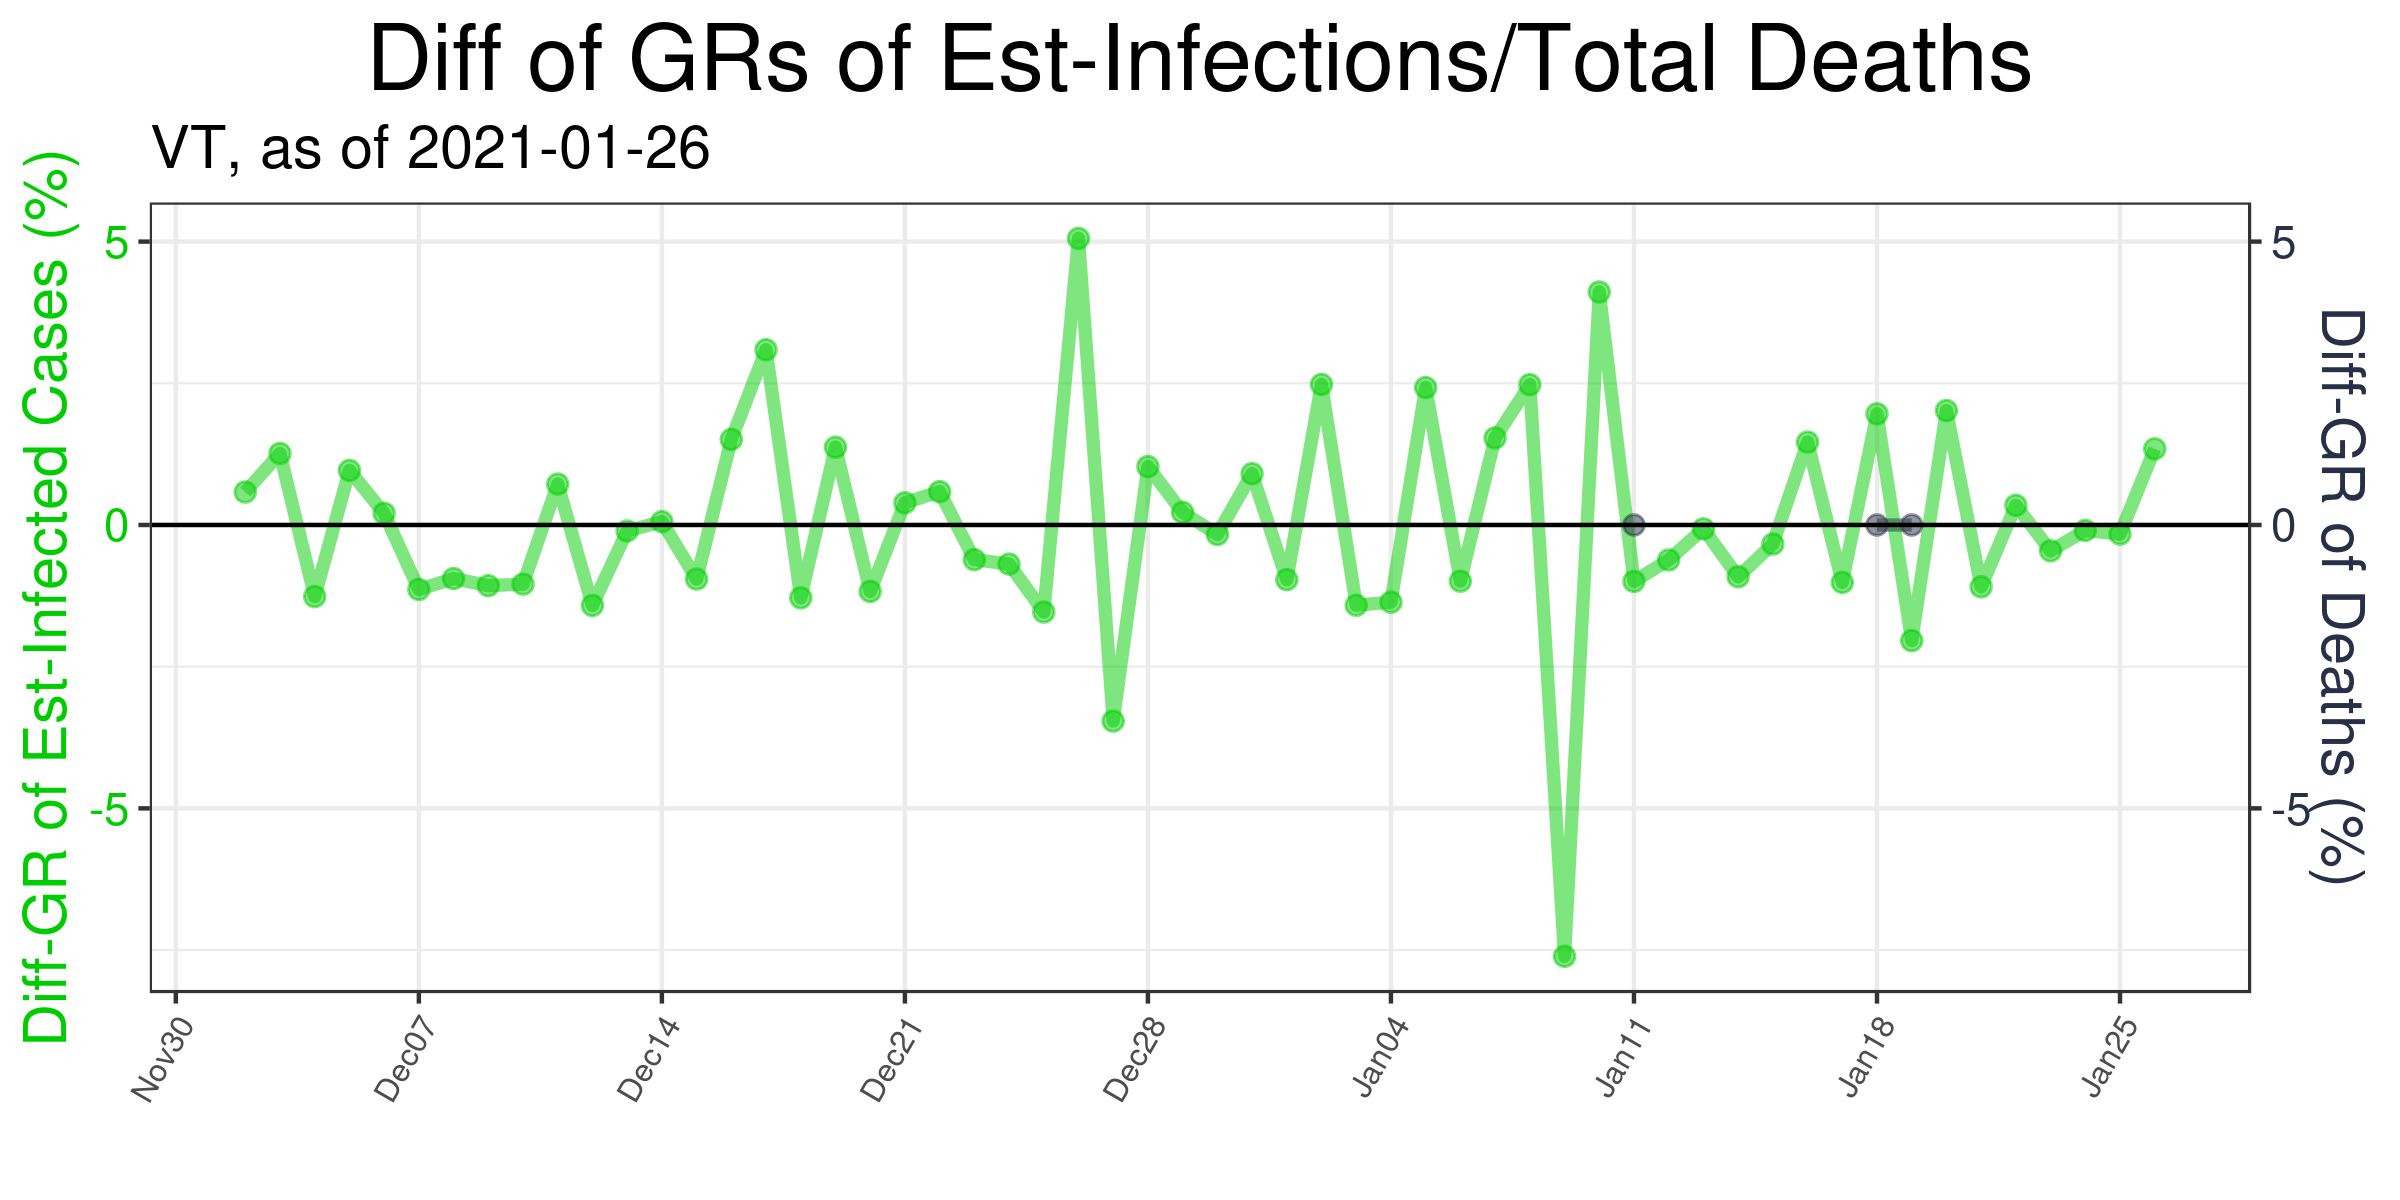 Diff of GRs of Est-Infections/Total Deaths
VT, as of 2021-01-26
Diff-GR of Est-Infected Cases (%)
5
0
-5
5
0
-5
Diff-GR of Deaths (%)
Nov30
Dec07
Dec14
Dec21
Dec28
Jan04
Jan11
Jan18
Jan25